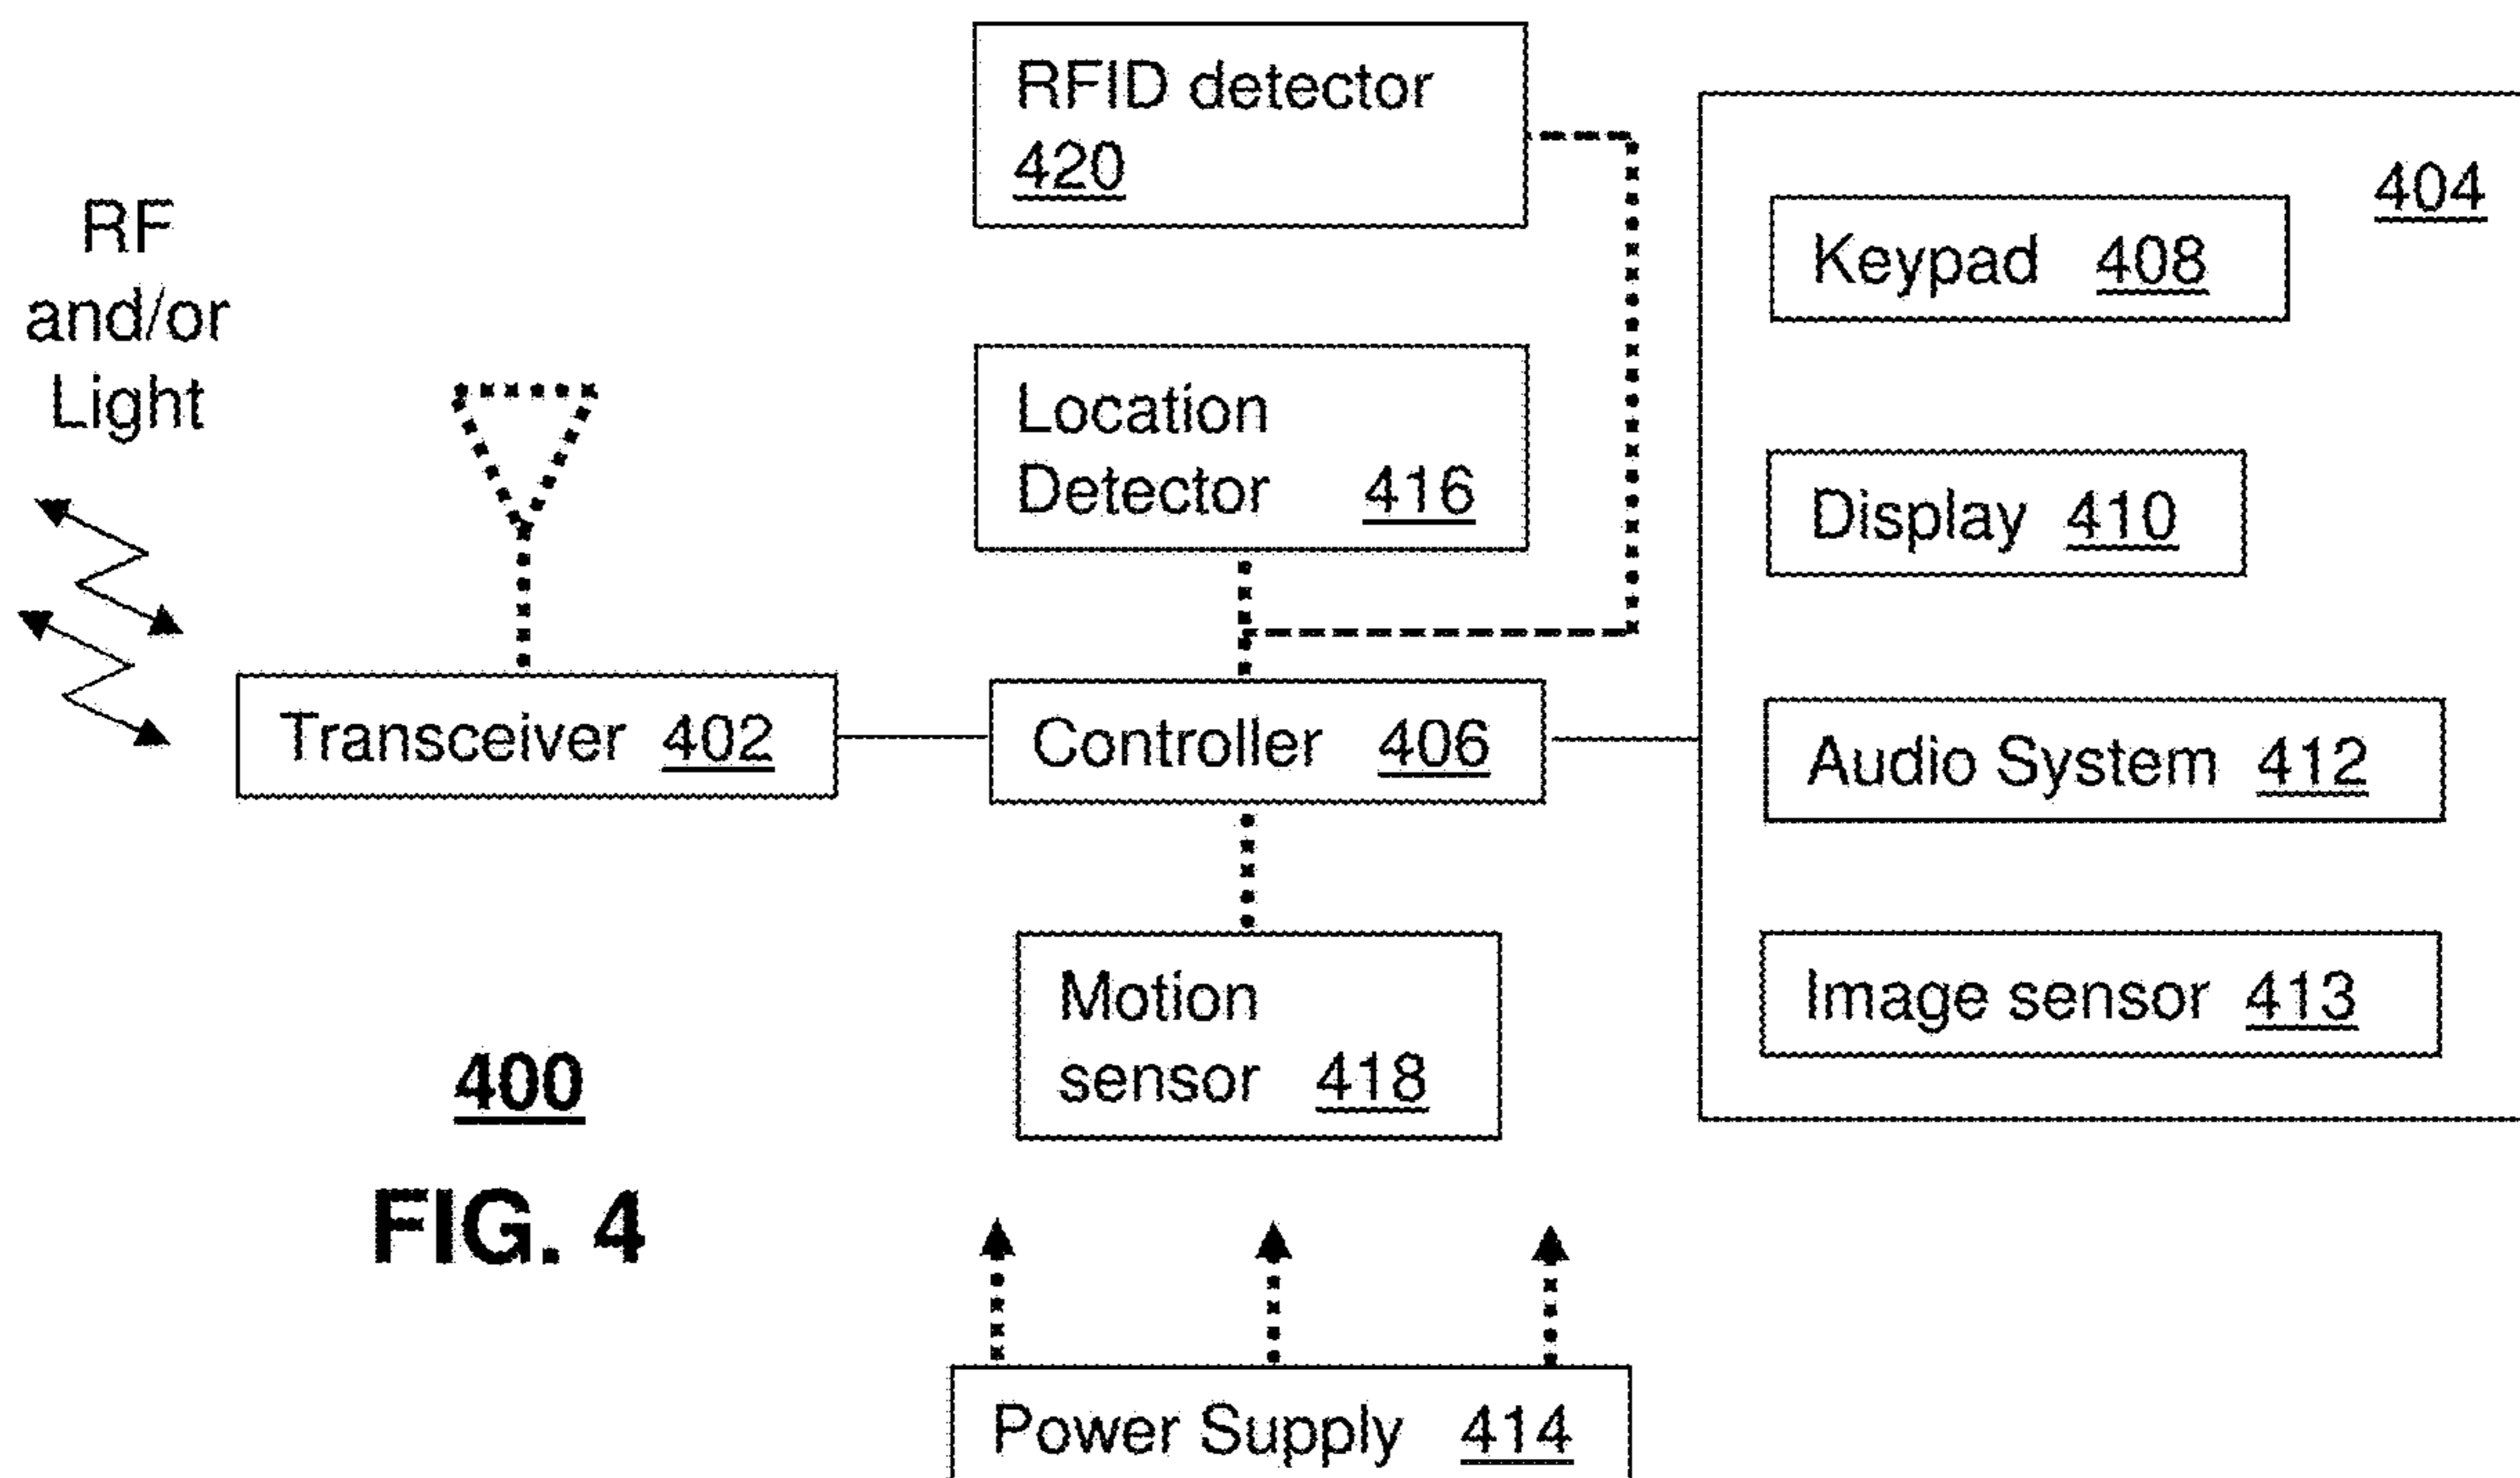 RFID detector
420
RF
and/or
Light
Location
Detector 416
Transceiver 402
Controller 406
Motion
sensor 418
404
Keypad 408
Display 410
Audio System 412
Image sensor 413
400
FIG. 4
Power Supply 414